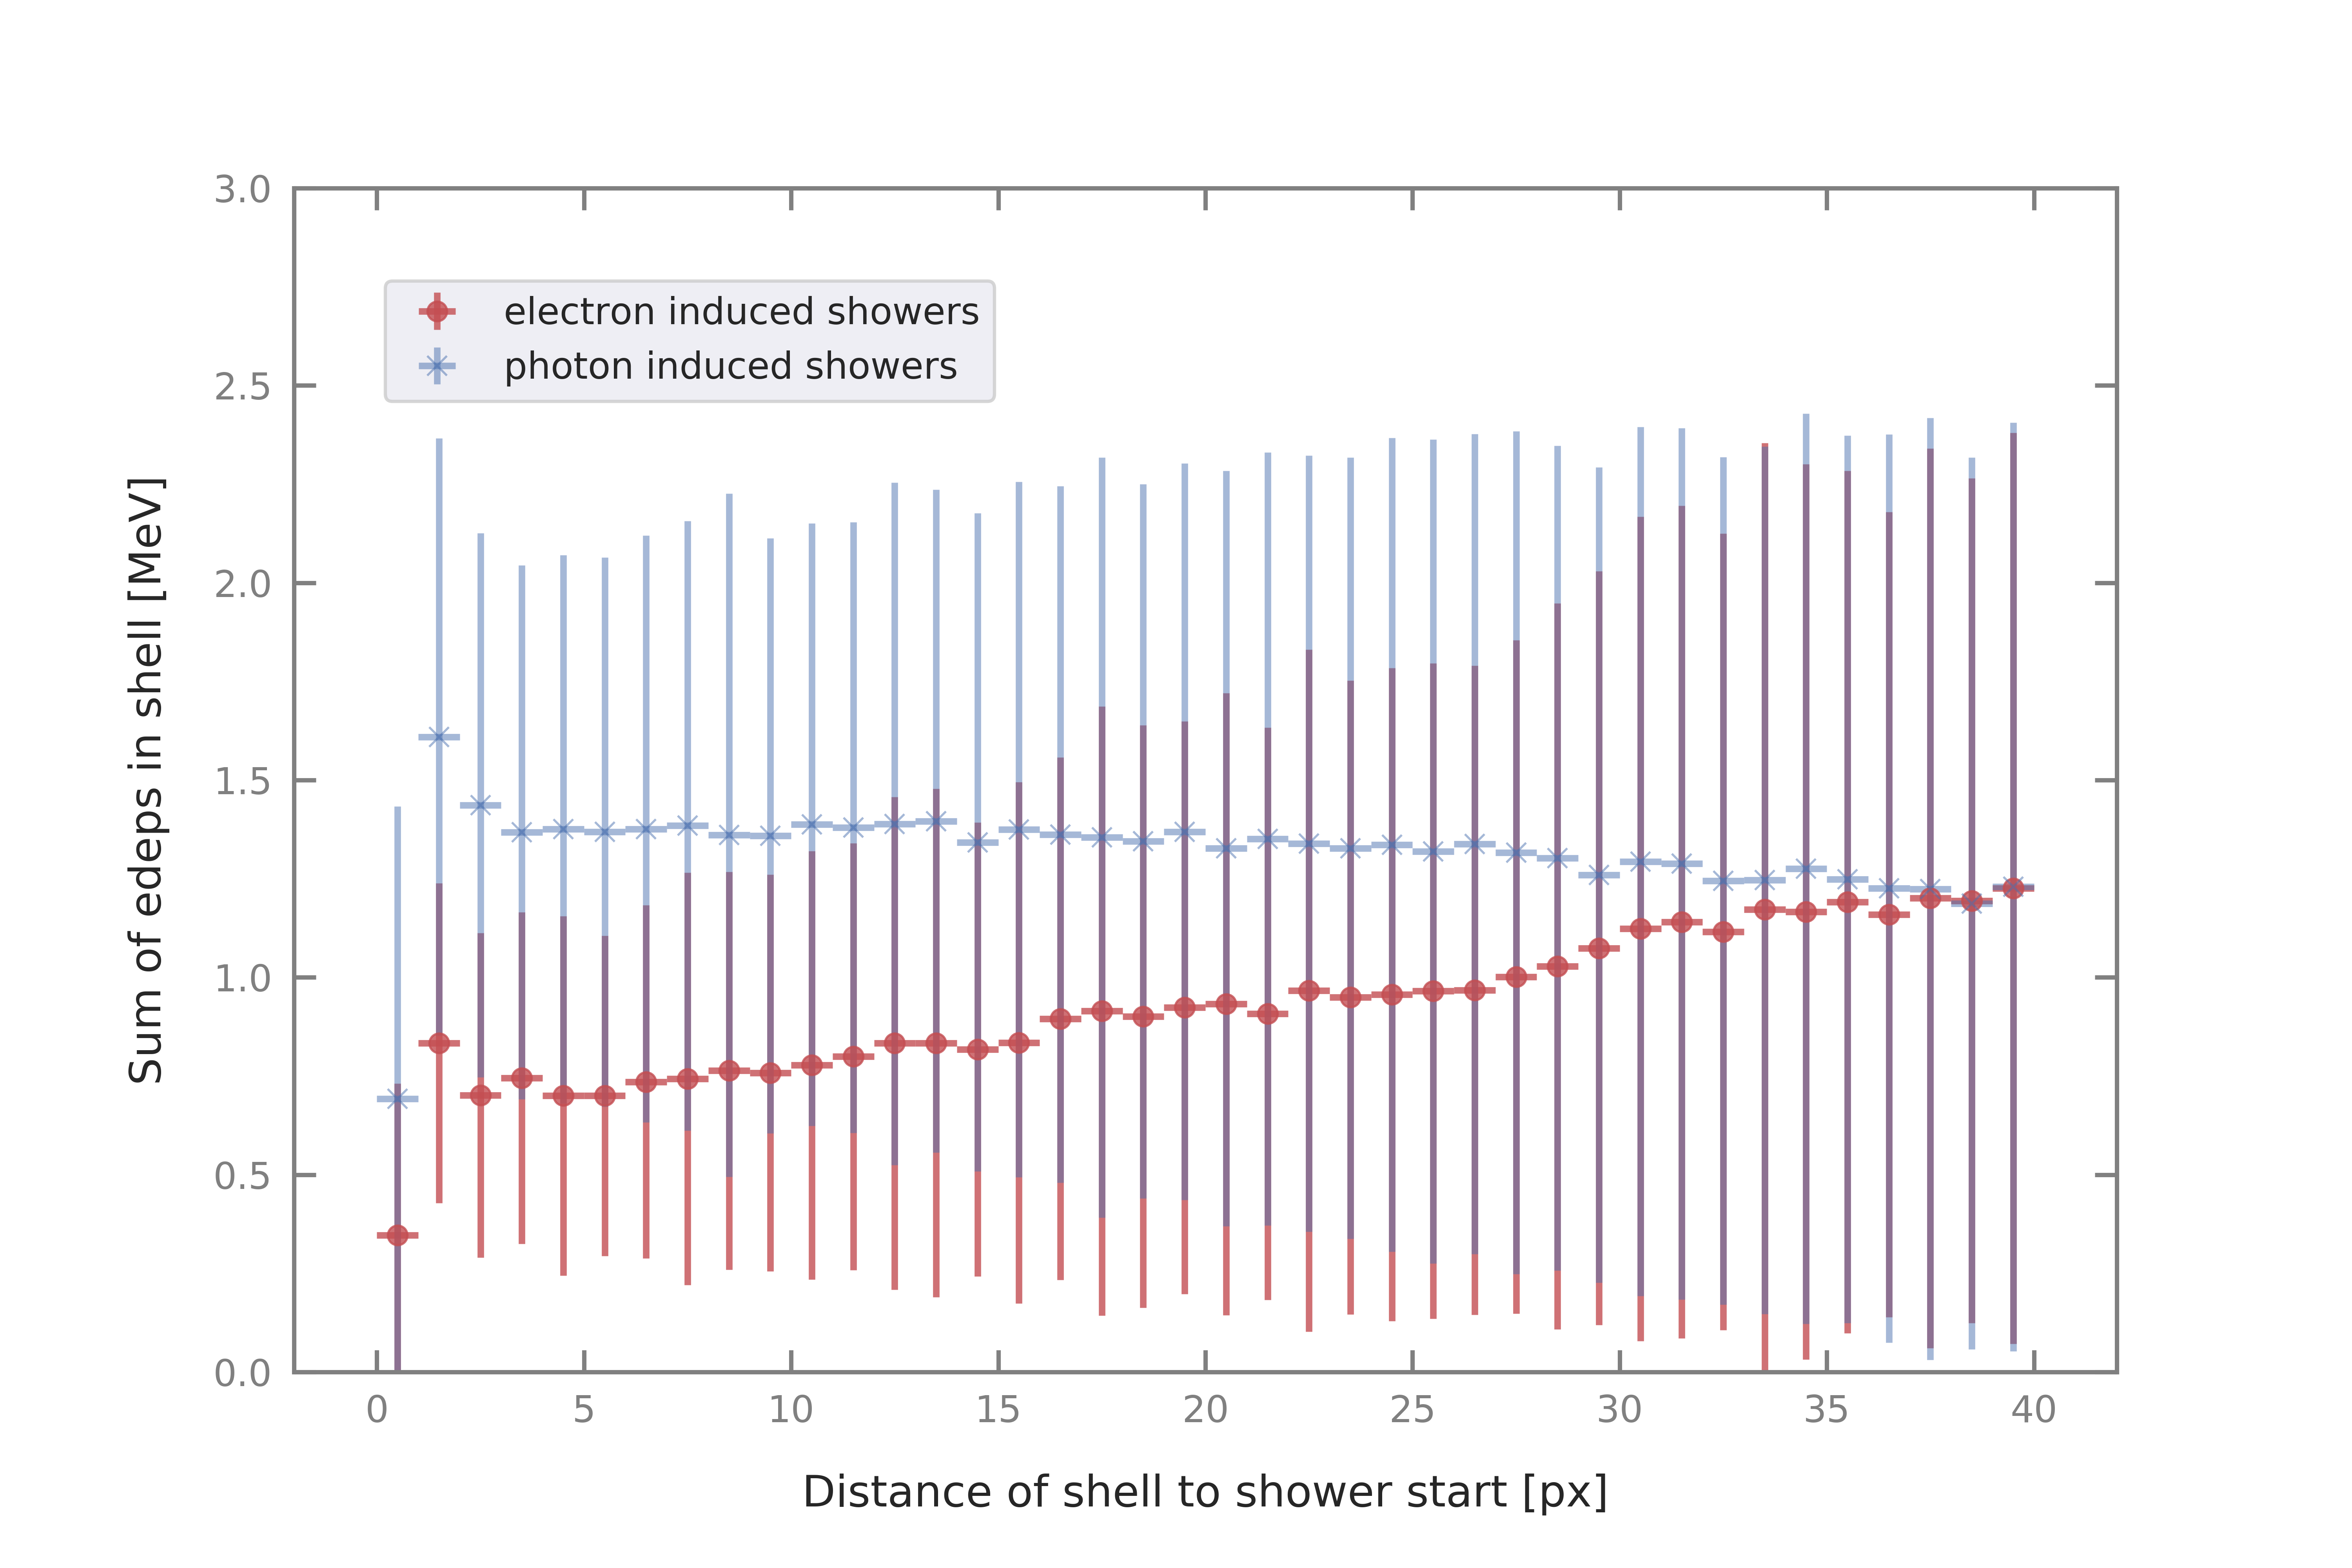 3.0
2.5
2.0
1.5
1.0
0.5
0.0
Sum of edeps in shell [MeV]
electron induced showers
photon induced showers
0 5 10 15 20 25 30 35 40
Distance of shell to shower start [px]